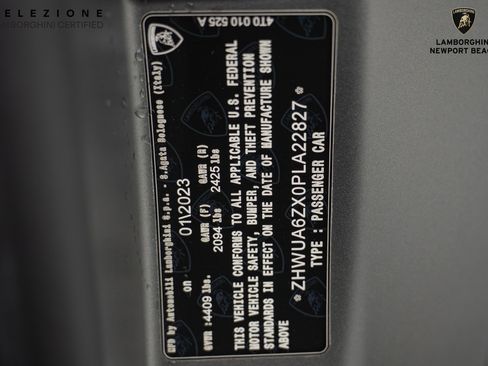 ELEZIONE
LAMBORGHINI CERTIFIED
LAMBORGHINI
NEWPORT BEACH
4T0 010 525 A
mfg by Automobili Lamborghini S.p.a. - S.Agata Bolognese (Italy)
on 01\2023
GAWR (F) GAWR (R)
GVWR :4409 lbs. 2094 lbs 2425 lbs
THIS VEHICLE CONFORMS TO ALL APPLICABLE U.S. FEDERAL
MOTOR VEHICLE SAFETY, BUMPER, AND THEFT PREVENTION
STANDARDS IN EFFECT ON THE DATE OF MANUFACTURE SHOWN
ABOVE
*ZHWUA6ZX0PLA22827*
TYPE : PASSENGER CAR